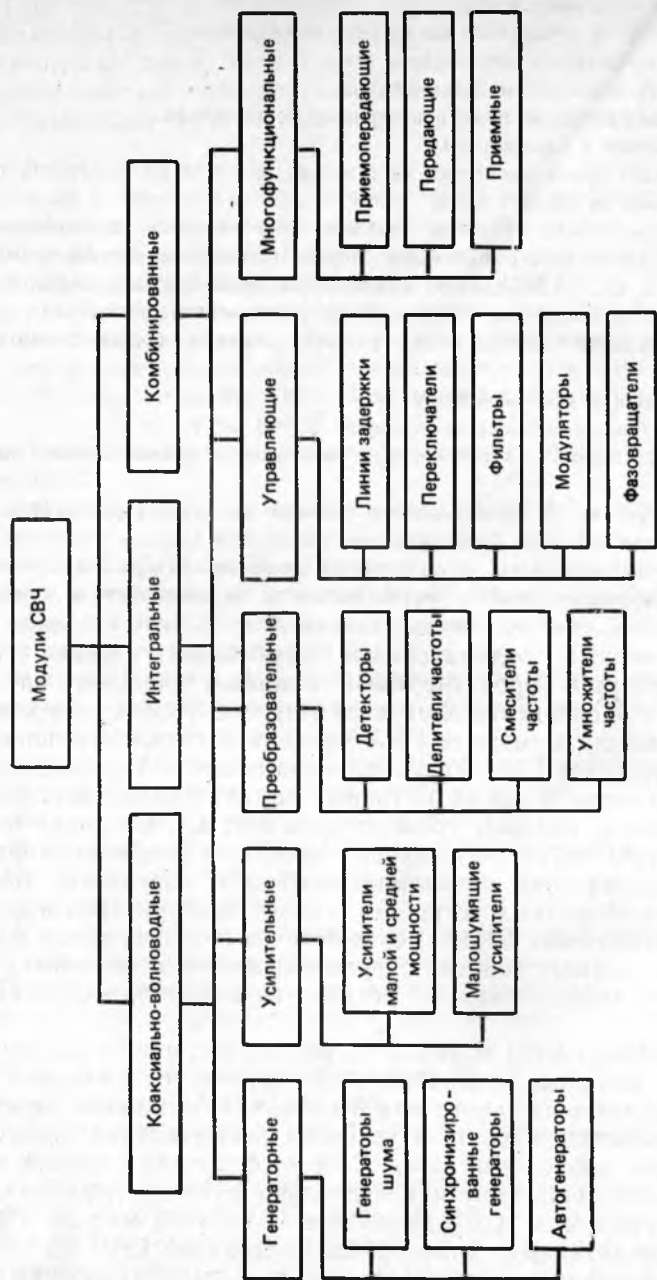 Модули СВЧ
Коаксиально-волноводные
Интегральные
Комбинированные
Генераторные
Усилительные
Преобразовательные
Управляющие
Многофункциональные
Генераторы
шума
Синхронизиро-
ванные
генераторы
Автогенераторы
Усилители
малой и средней
мощности
Малошумящие
усилители
Детекторы
Делители частоты
Смесители
частоты
Умножители
частоты
Линии задержки
Переключатели
Фильтры
Модуляторы
Фазовращатели
Приемопередающие
Передающие
Приемные